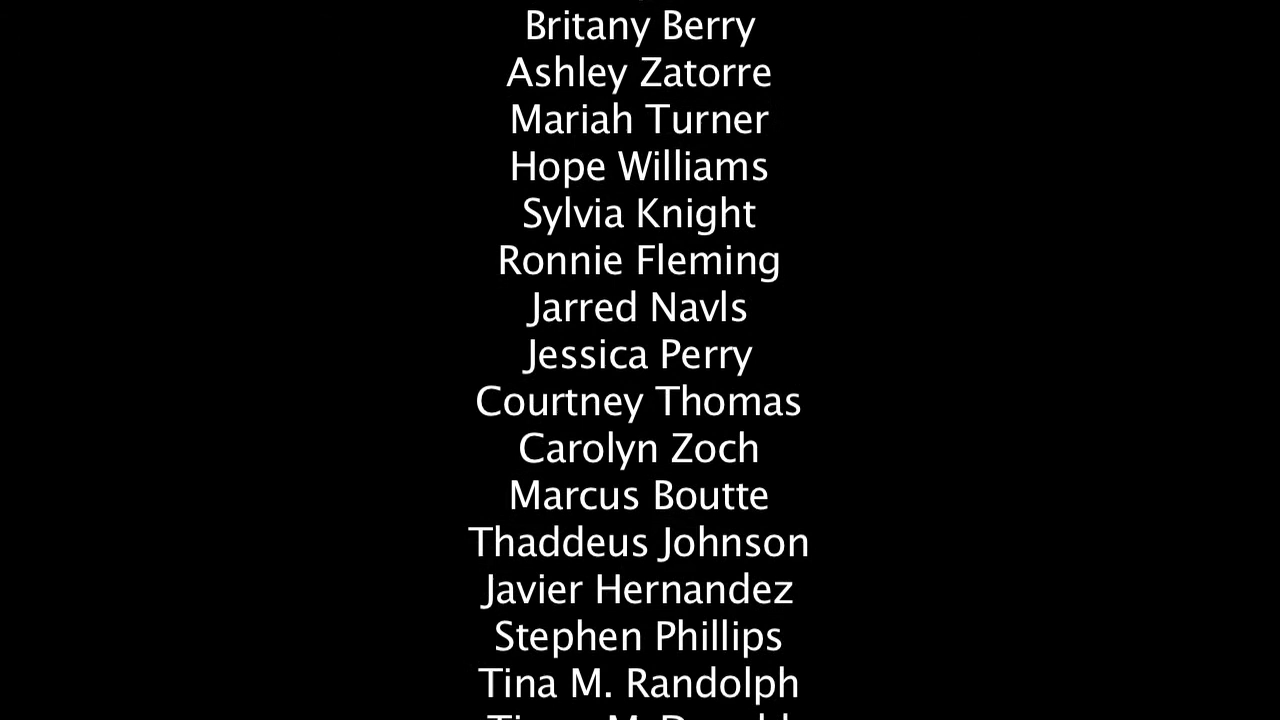 Britany Berry
Ashley Zatorre
Mariah Turner
Hope Williams
Sylvia Knight
Ronnie Fleming
Jarred Navls
Jessica Perry
Courtney Thomas
Carolyn Zoch
Marcus Boutte
Thaddeus Johnson
Javier Hernandez
Stephen Phillips
Tina M. Randolph